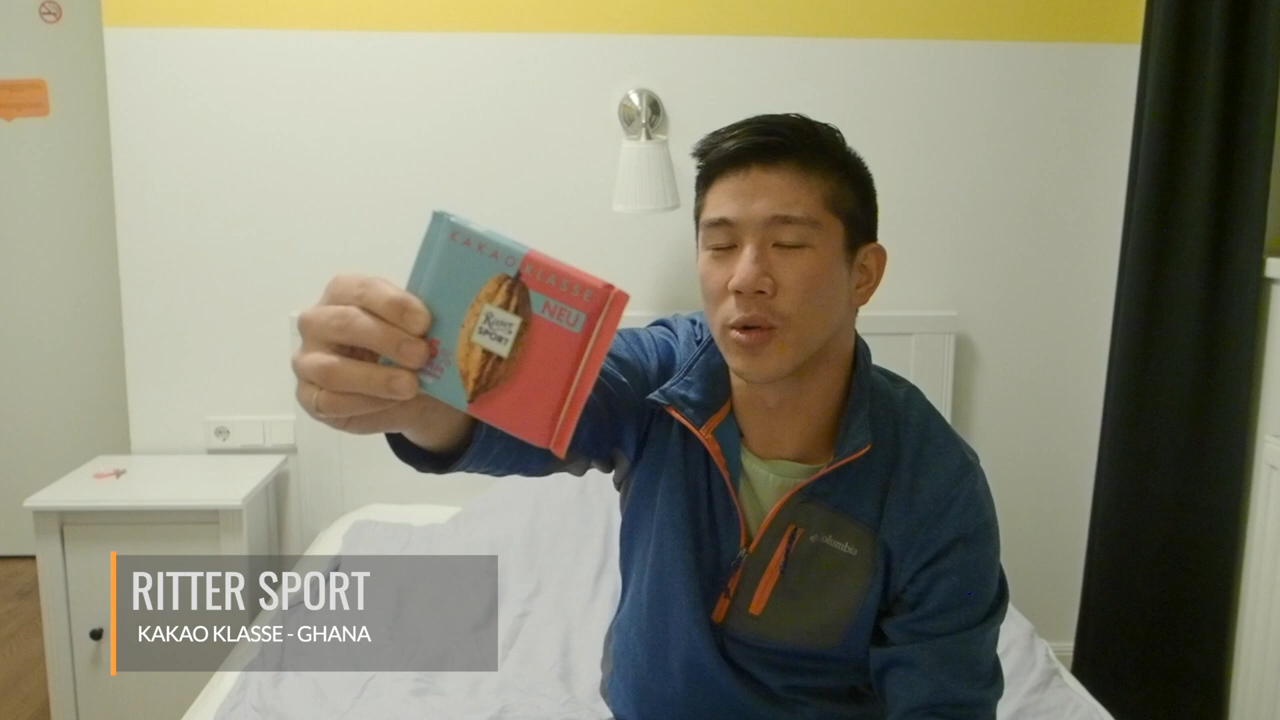 KAKAO KLASSE
NEU
RITTER
SPORT
Columbia
RITTER SPORT
KAKAO KLASSE - GHANA